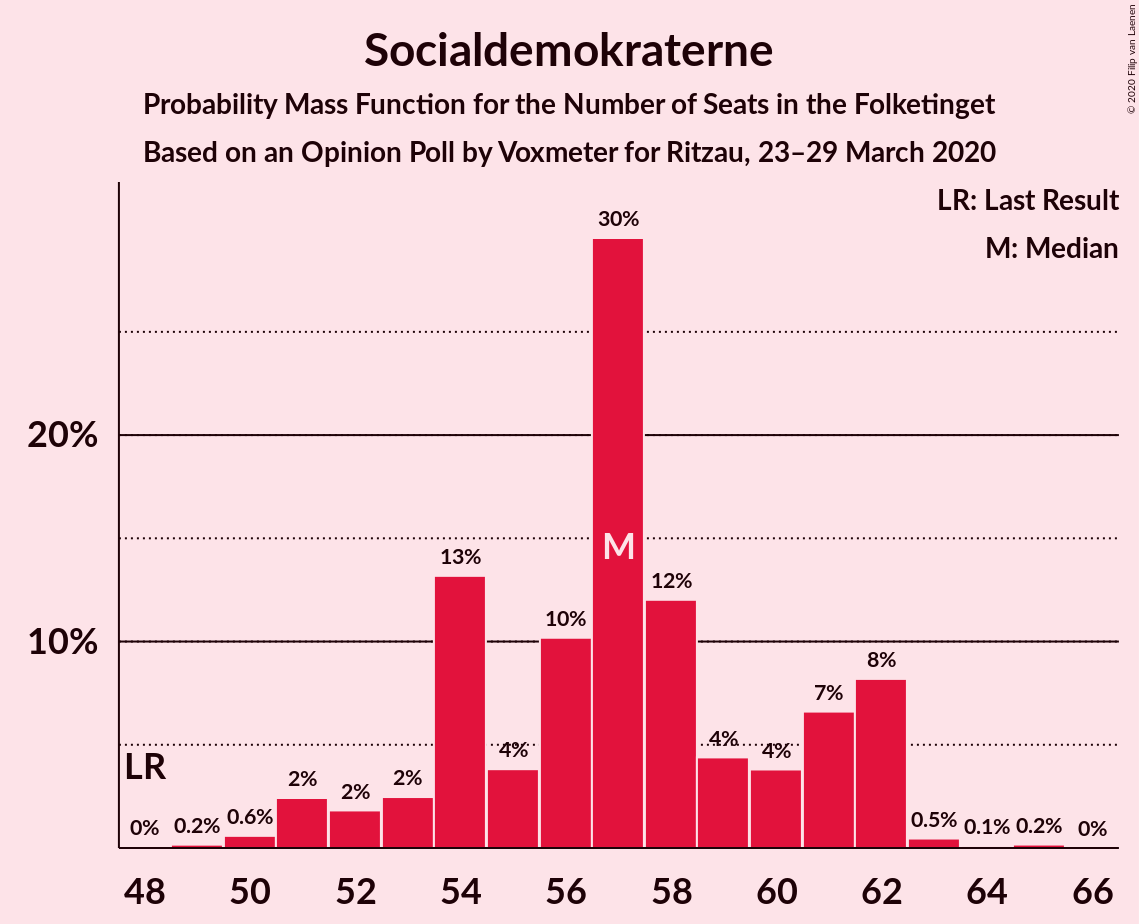 Socialdemokraterne
Probability Mass Function for the Number of Seats in the Folketinget
Based on an Opinion Poll by Voxmeter for Ritzau, 23–29 March 2020
© 2020 Filip van Laenen
LR: Last Result
M: Median
30%
20%
M
13%
12%
10%
10%
8%
7%
4%
4%
4%
LR
2%
2%
2%
0%
0.2%
0.6%
0.5%
0.1%
0.2%
0%
48 50 52 54 56 58 60 62 64 66